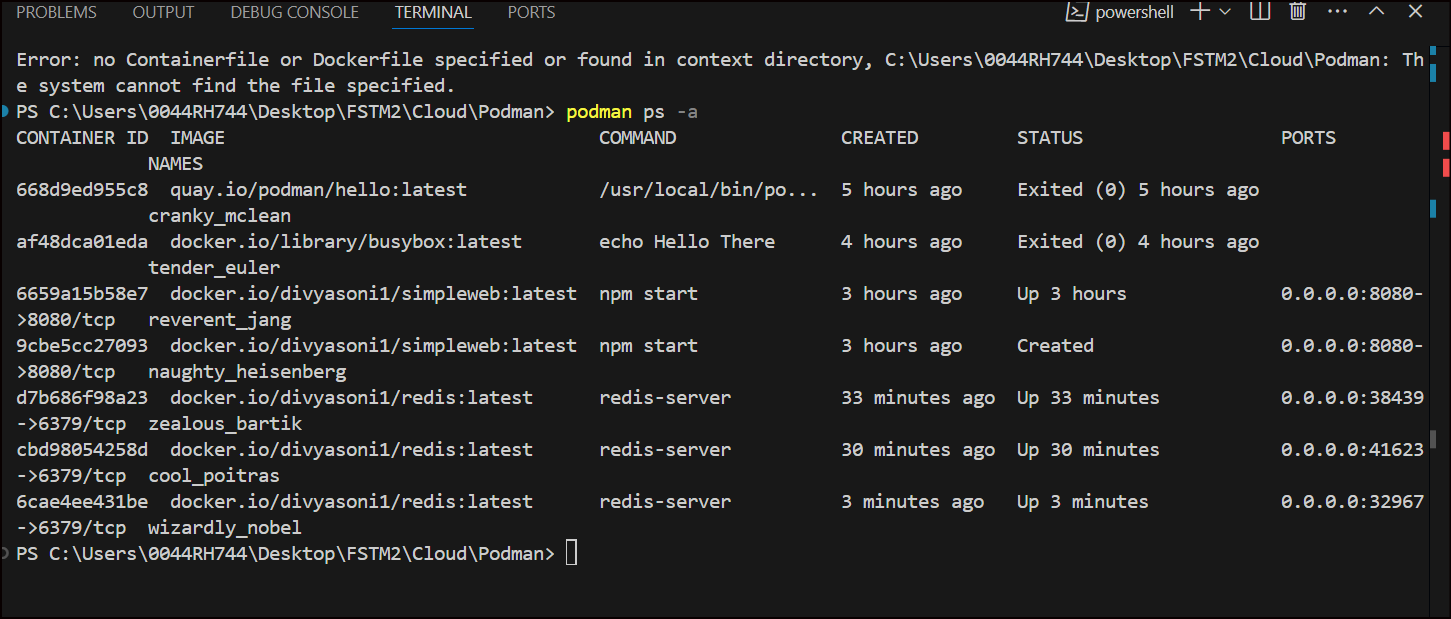 PROBLEMS OUTPUT DEBUG CONSOLE TERMINAL PORTS powershell
Error: no Containerfile or Dockerfile specified or found in context directory, C:\Users\0044RH744\Desktop\FSTM2\Cloud\Podman: Th
e system cannot find the file specified.
PS C:\Users\0044RH744\Desktop\FSTM2\Cloud\Podman> podman ps -a
CONTAINER ID  IMAGE                                  COMMAND               CREATED         STATUS                  PORTS
            NAMES
668d9ed955c8  quay.io/podman/hello:latest            /usr/local/bin/po...  5 hours ago     Exited (0) 5 hours ago
            cranky_mclean
af48dca01eda  docker.io/library/busybox:latest       echo Hello There      4 hours ago     Exited (0) 4 hours ago
            tender_euler
6659a15b58e7  docker.io/divyasoni1/simpleweb:latest  npm start             3 hours ago     Up 3 hours              0.0.0.0:8080-
>8080/tcp   reverent_jang
9cbe5cc27093  docker.io/divyasoni1/simpleweb:latest  npm start             3 hours ago     Created                 0.0.0.0:8080-
>8080/tcp   naughty_heisenberg
d7b686f98a23  docker.io/divyasoni1/redis:latest      redis-server          33 minutes ago  Up 33 minutes           0.0.0.0:38439
->6379/tcp  zealous_bartik
cbd98054258d  docker.io/divyasoni1/redis:latest      redis-server          30 minutes ago  Up 30 minutes           0.0.0.0:41623
->6379/tcp  cool_poitras
6cae4ee431be  docker.io/divyasoni1/redis:latest      redis-server          3 minutes ago   Up 3 minutes            0.0.0.0:32967
->6379/tcp  wizardly_nobel
PS C:\Users\0044RH744\Desktop\FSTM2\Cloud\Podman>